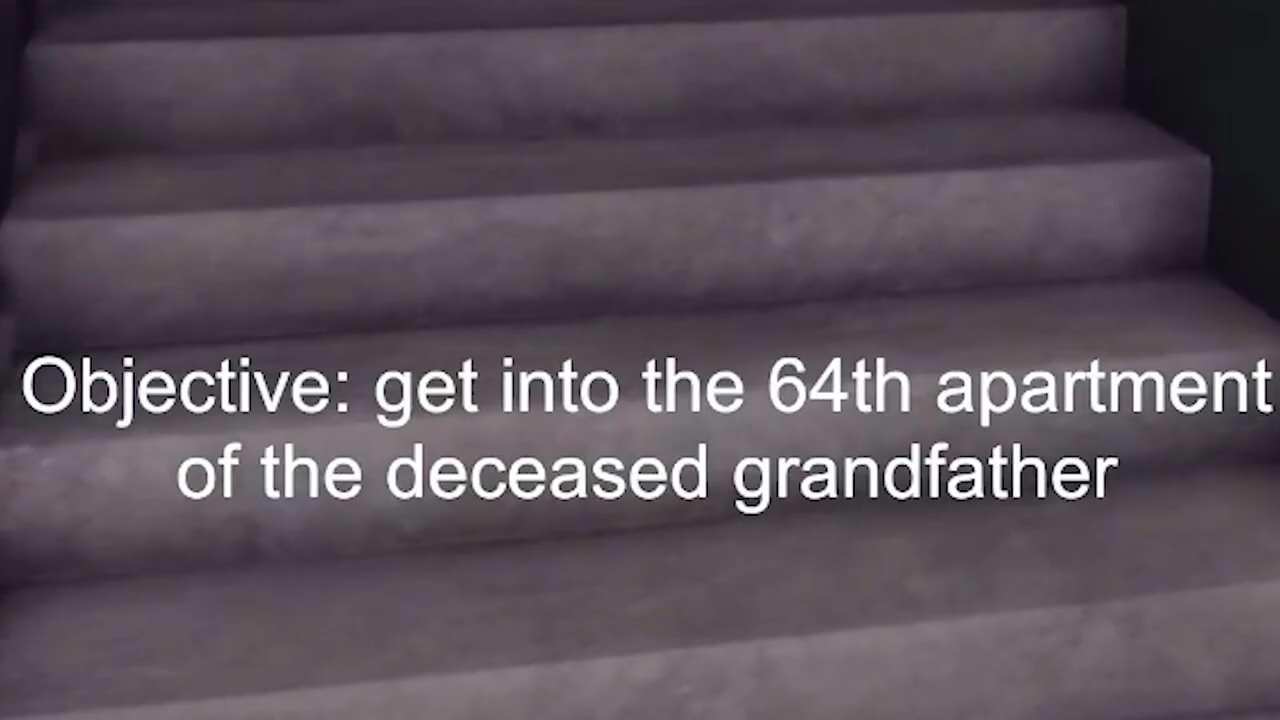 Objective: get into the 64th apartment
of the deceased grandfather